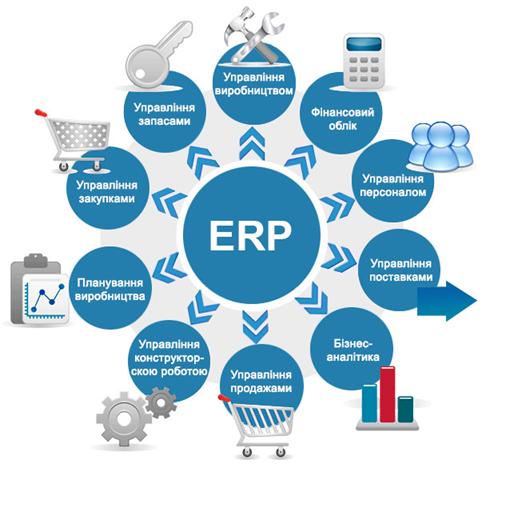 Управління
виробництвом
Фінансовий
облік
Управління
персоналом
Управління
поставками
Бізнес-
аналітика
Управління
продажами
Управління
конструктор-
скою роботою
Планування
виробництва
Управління
закупками
Управління
запасами
ERP